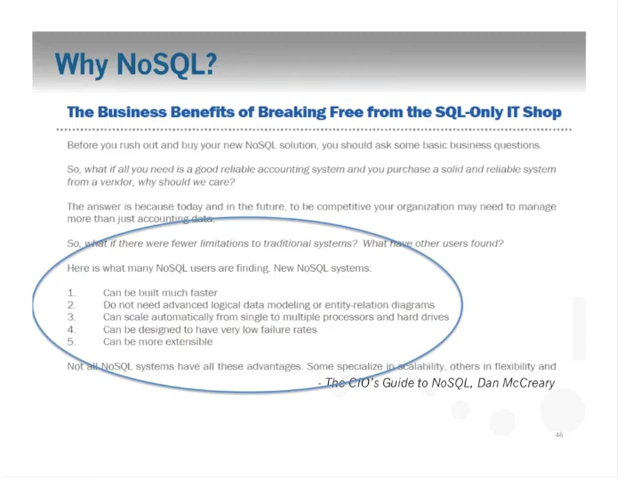 Why NoSQL?
The Business Benefits of Breaking Free from the SQL-Only IT Shop
Before you rush out and buy your new NoSQL solution, you should ask some basic business questions.
So, what if all you need is a good reliable accounting system and you purchase a solid and reliable system
from a vendor, why should we care?
The answer is because today and in the future, to be competitive your organization may need to manage
more than just accounting data.
So, what if there were fewer limitations to traditional systems? What have other users found?
Here is what many NoSQL users are finding. New NoSQL systems:
1. Can be built much faster
2. Do not need advanced logical data modeling or entity-relation diagrams
3. Can scale automatically from single to multiple processors and hard drives
4. Can be designed to have very low failure rates
5. Can be more extensible
Not all NoSQL systems have all these advantages. Some specialize in scalability, others in flexibility and
- The CIO's Guide to NoSQL, Dan McCreary
46